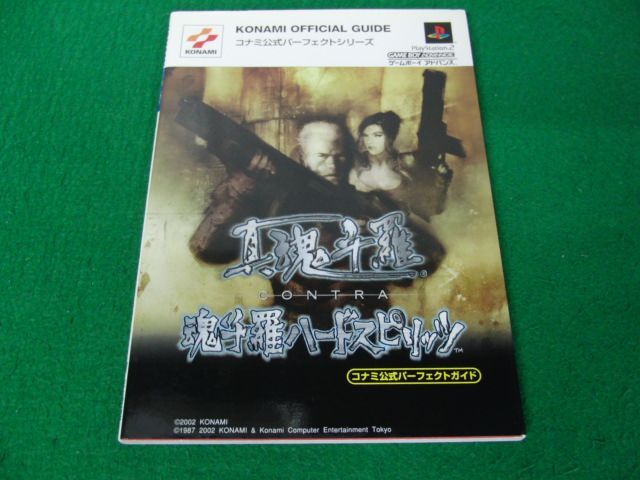 KONAMI
KONAMI OFFICIAL GUIDE
コナミ公式パーフェクトシリーズ
PlayStation.2
GAME BOY ADVANCE
ゲームボーイ アドバンス
真魂斗羅
CONTRA
魂斗羅ハードスピリッツ™
コナミ公式パーフェクトガイド
©2002 KONAMI
©1987 2002 KONAMI & Konami Computer Entertainment Tokyo